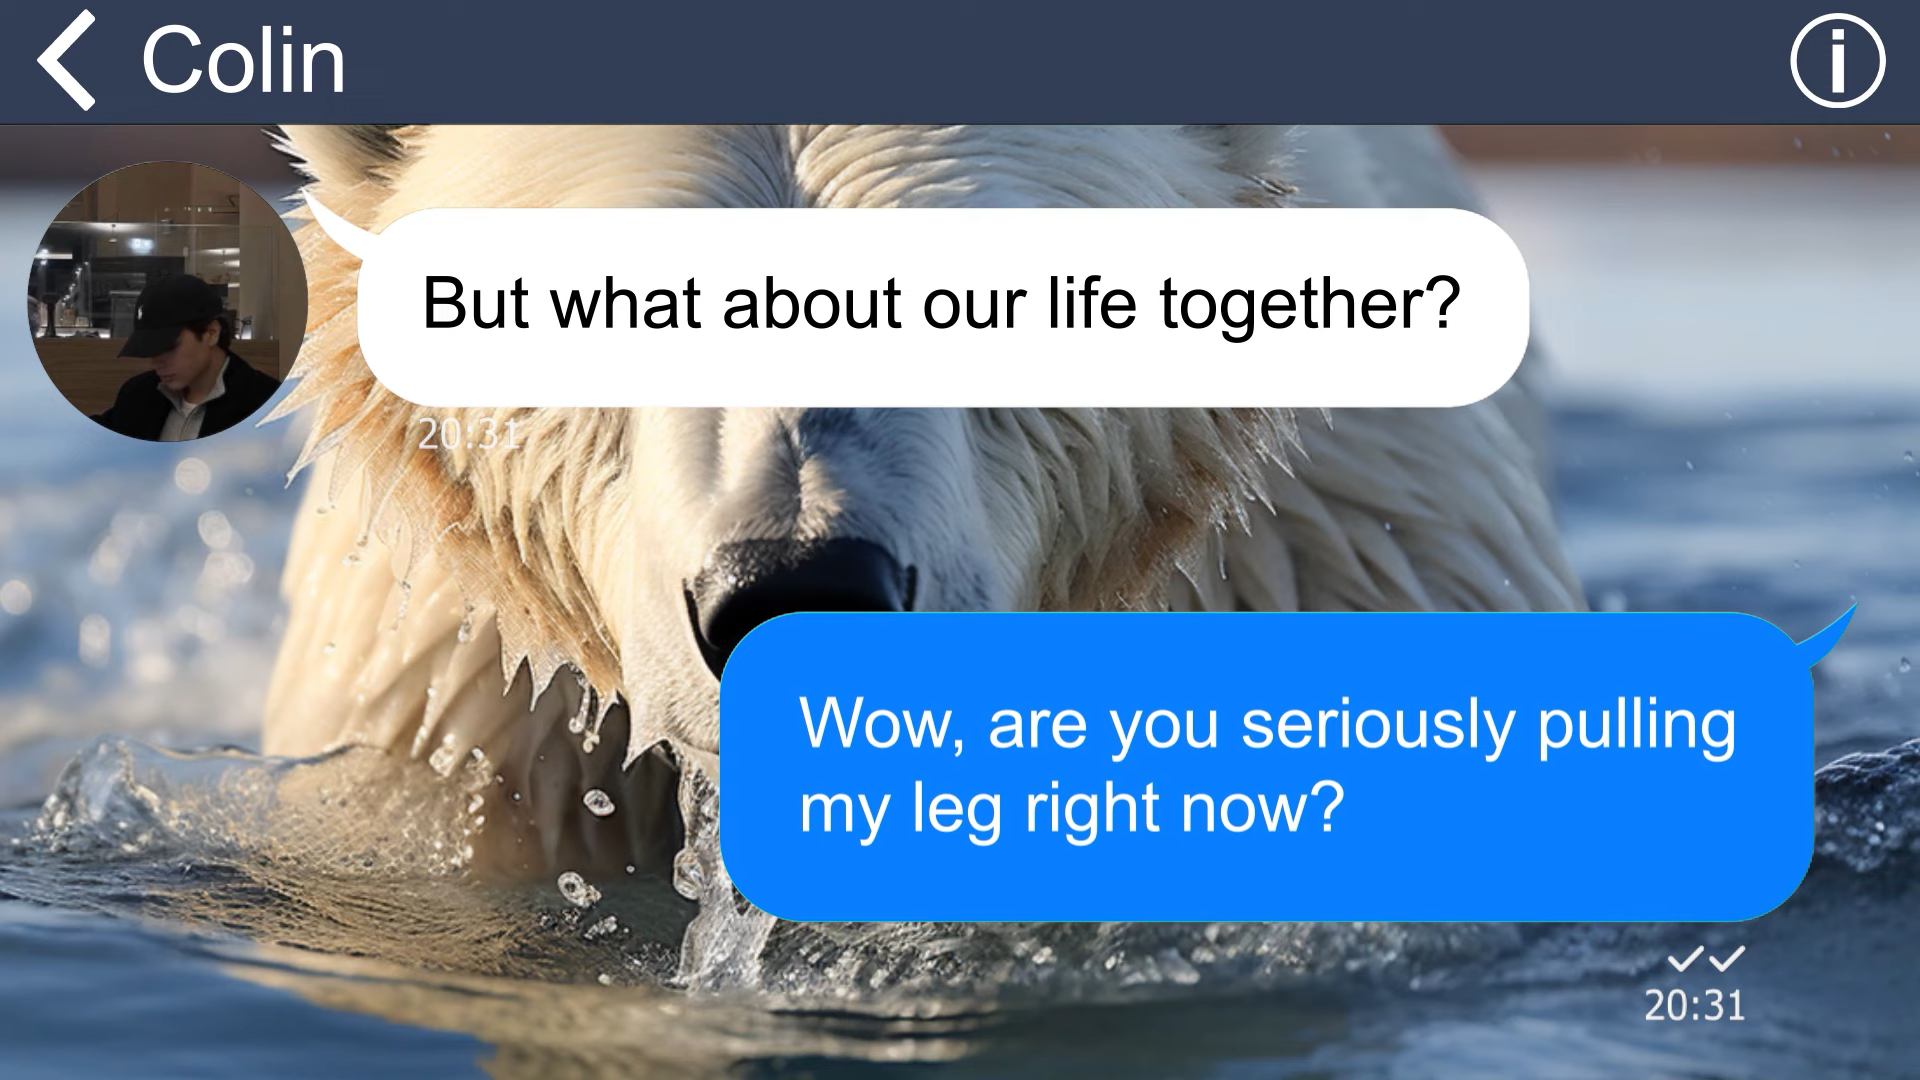 Colin
But what about our life together?
20:31
Wow, are you seriously pulling
my leg right now?
20:31